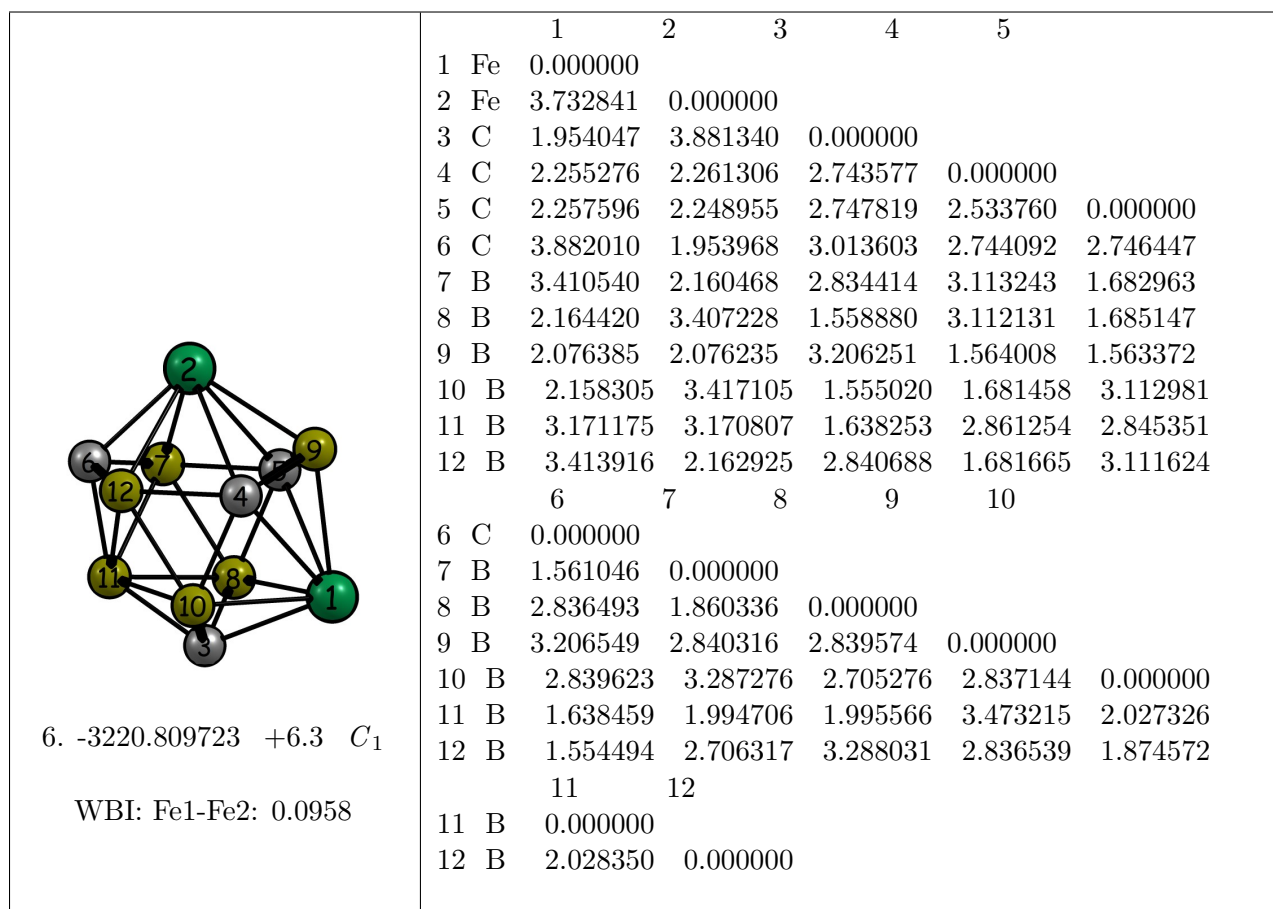 2
6
7
5
9
12
4
11
8
10
1
3
6. -3220.809723 +6.3 C1
WBI: Fe1-Fe2: 0.0958
1 2 3 4 5
1 Fe 0.000000
2 Fe 3.732841 0.000000
3 C 1.954047 3.881340 0.000000
4 C 2.255276 2.261306 2.743577 0.000000
5 C 2.257596 2.248955 2.747819 2.533760 0.000000
6 C 3.882010 1.953968 3.013603 2.744092 2.746447
7 B 3.410540 2.160468 2.834414 3.113243 1.682963
8 B 2.164420 3.407228 1.558880 3.112131 1.685147
9 B 2.076385 2.076235 3.206251 1.564008 1.563372
10 B 2.158305 3.417105 1.555020 1.681458 3.112981
11 B 3.171175 3.170807 1.638253 2.861254 2.845351
12 B 3.413916 2.162925 2.840688 1.681665 3.111624
6 7 8 9 10
6 C 0.000000
7 B 1.561046 0.000000
8 B 2.836493 1.860336 0.000000
9 B 3.206549 2.840316 2.839574 0.000000
10 B 2.839623 3.287276 2.705276 2.837144 0.000000
11 B 1.638459 1.994706 1.995566 3.473215 2.027326
12 B 1.554494 2.706317 3.288031 2.836539 1.874572
11 12
11 B 0.000000
12 B 2.028350 0.000000